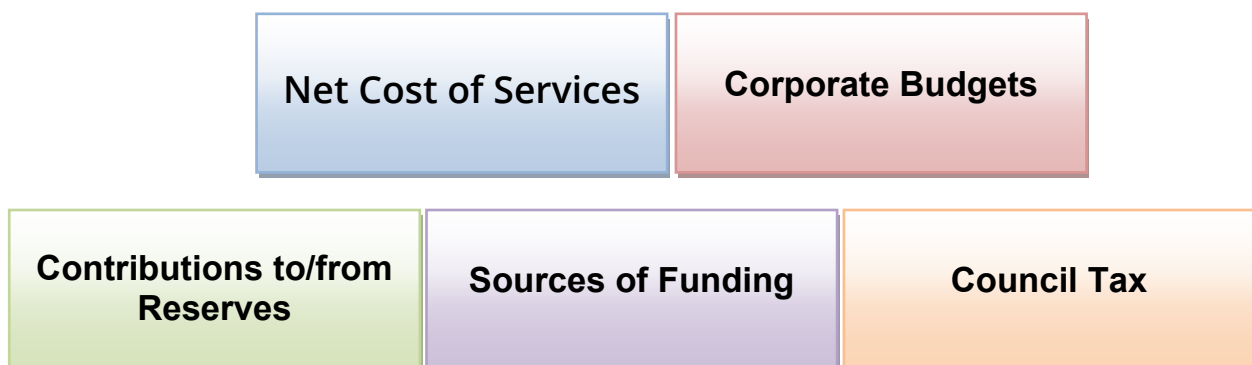 Net Cost of Services
Corporate Budgets
Contributions to/from
Reserves
Sources of Funding
Council Tax